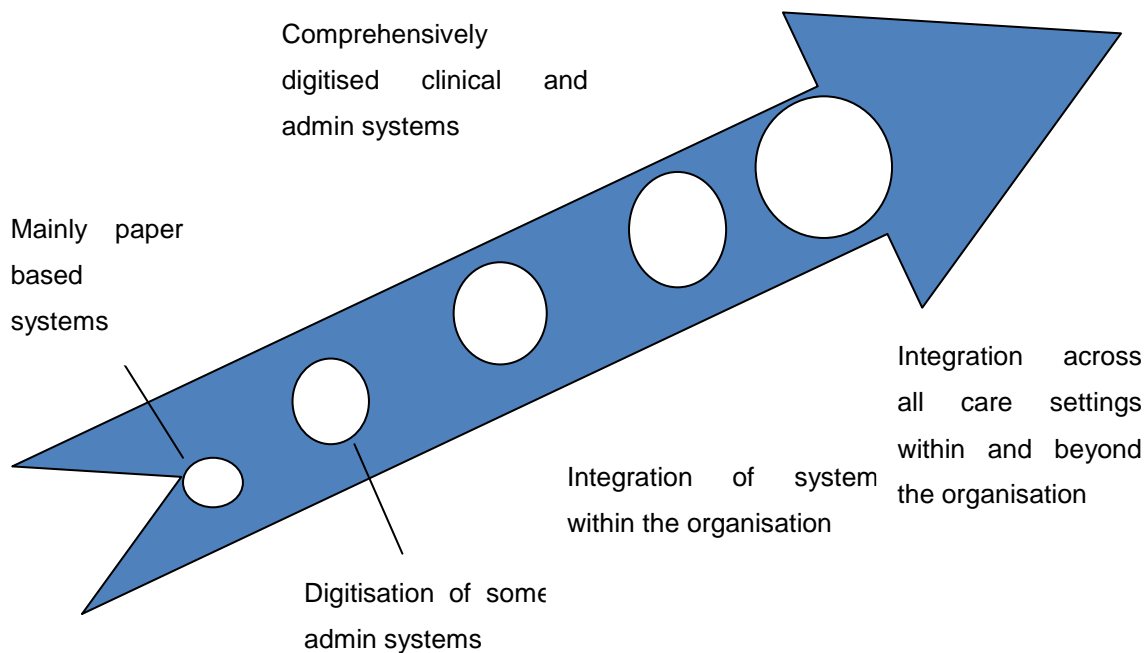 Comprehensively
digitised clinical and
admin systems
Mainly paper
based
systems
Integration across
all care settings
within and beyond
the organisation
Integration of system
within the organisation
Digitisation of some
admin systems